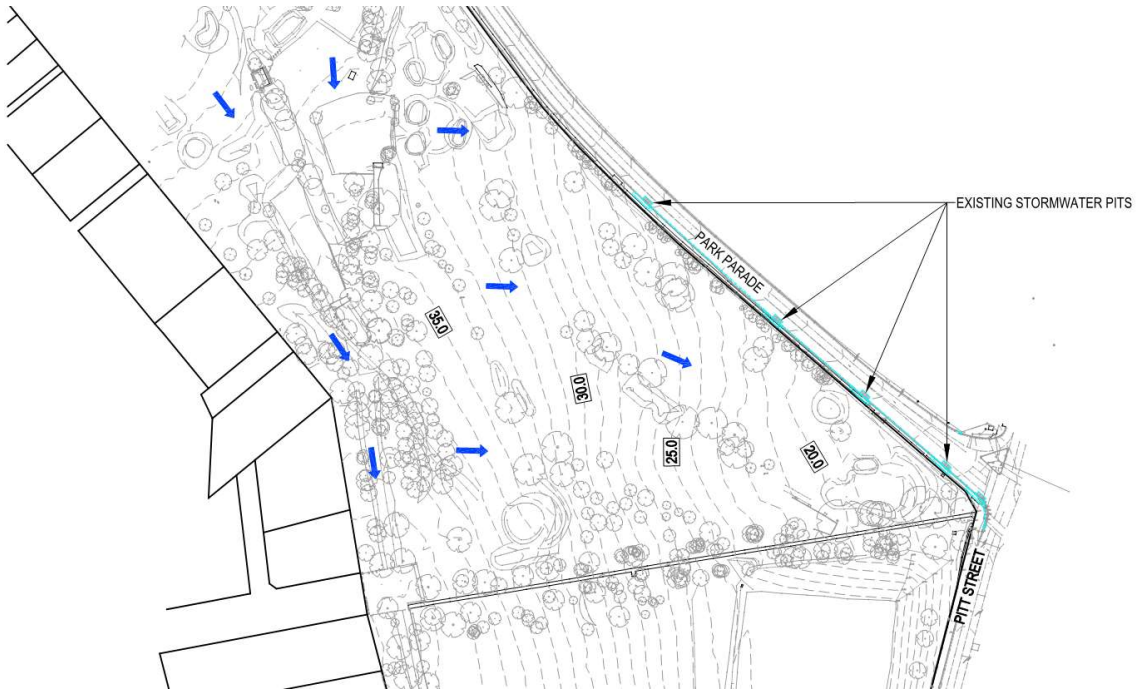 EXISTING STORMWATER PITS
PARK PARADE
35.0
30.0
25.0
20.0
PITT STREET